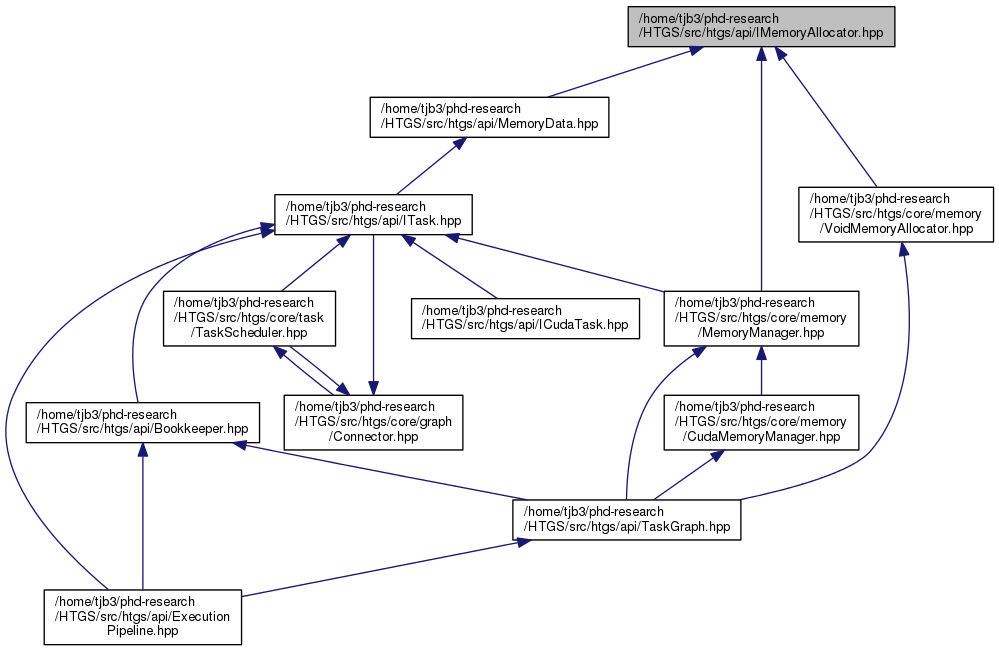 /home/tjb3/phd-research
/HTGS/src/htgs/api/IMemoryAllocator.hpp
/home/tjb3/phd-research
/HTGS/src/htgs/api/MemoryData.hpp
/home/tjb3/phd-research
/HTGS/src/htgs/api/ITask.hpp
/home/tjb3/phd-research
/HTGS/src/htgs/core/memory
/VoidMemoryAllocator.hpp
/home/tjb3/phd-research
/HTGS/src/htgs/core/task
/TaskScheduler.hpp
/home/tjb3/phd-research
/HTGS/src/htgs/api/ICudaTask.hpp
/home/tjb3/phd-research
/HTGS/src/htgs/core/memory
/MemoryManager.hpp
/home/tjb3/phd-research
/HTGS/src/htgs/api/Bookkeeper.hpp
/home/tjb3/phd-research
/HTGS/src/htgs/core/graph
/Connector.hpp
/home/tjb3/phd-research
/HTGS/src/htgs/core/memory
/CudaMemoryManager.hpp
/home/tjb3/phd-research
/HTGS/src/htgs/api/TaskGraph.hpp
/home/tjb3/phd-research
/HTGS/src/htgs/api/Execution
Pipeline.hpp